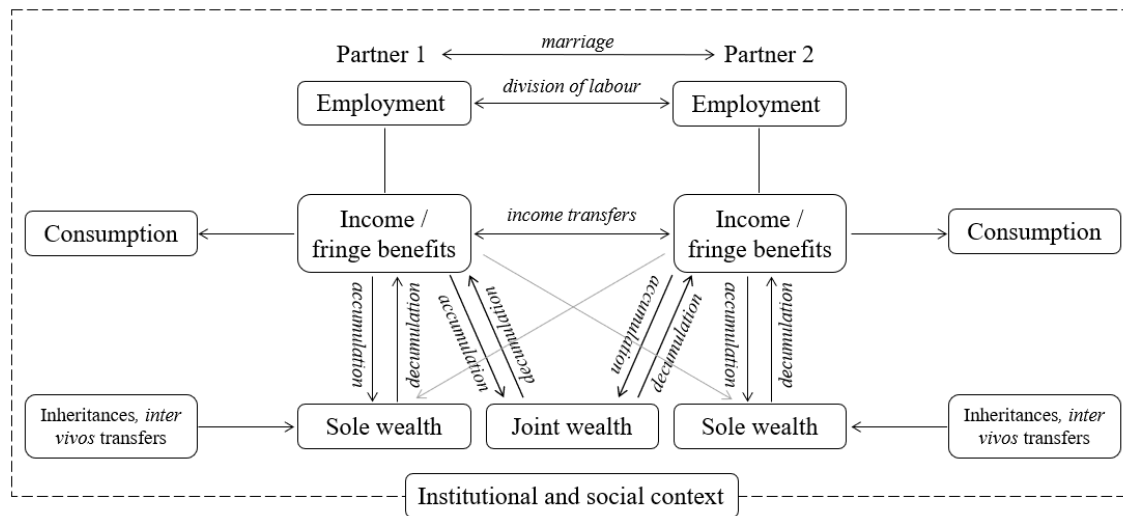 marriage
Partner 1
Partner 2
division of labour
Employment
Employment
Income /
fringe benefits
income transfers
Income /
fringe benefits
Consumption
Consumption
accumulation
decumulation
accumulation
decumulation
accumulation
decumulation
accumulation
decumulation
Inheritances, inter
vivos transfers
Sole wealth
Joint wealth
Sole wealth
Inheritances, inter
vivos transfers
Institutional and social context